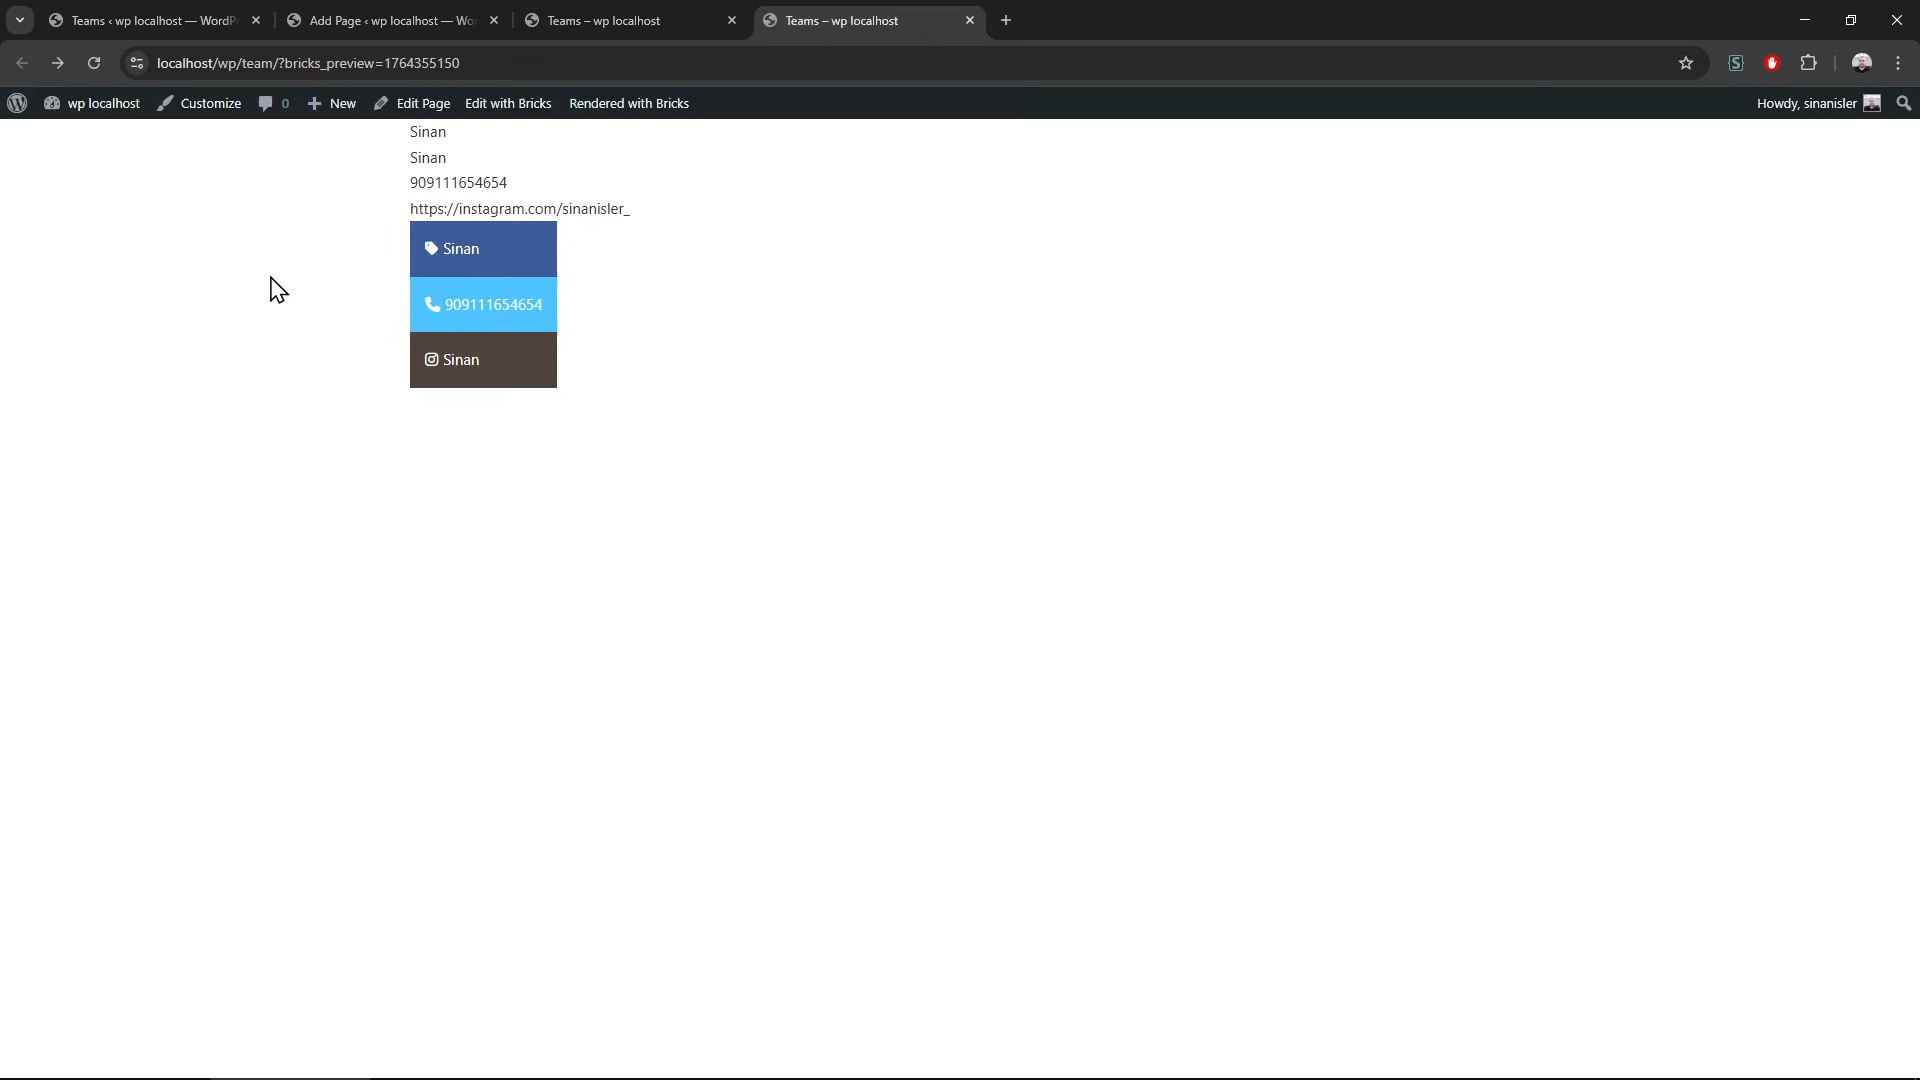 Teams ‹ wp localhost — WordP
Add Page ‹ wp localhost — Wo
Teams – wp localhost
Teams – wp localhost
localhost/wp/team/?bricks_preview=1764355150
wp localhost
Customize
0
New
Edit Page
Edit with Bricks
Rendered with Bricks
Howdy, sinanisler
Sinan
Sinan
909111654654
https://instagram.com/sinanisler_
Sinan
909111654654
Sinan